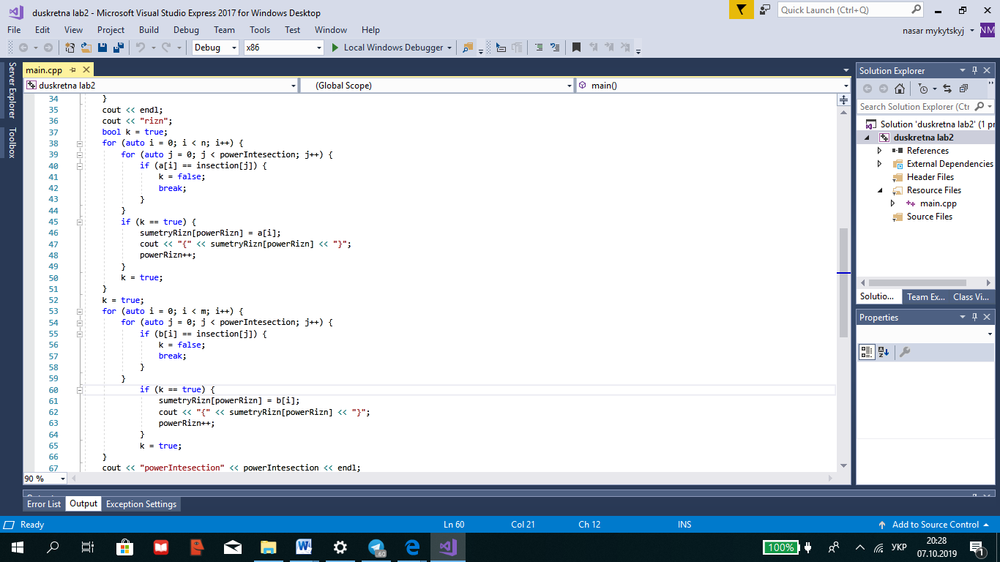 duskretna lab2 - Microsoft Visual Studio Express 2017 for Windows Desktop
Quick Launch (Ctrl+Q)
File Edit View Project Build Debug Team Tools Test Window Help
nasar mykytskyj NM
Debug x86 Local Windows Debugger
Server Explorer
Toolbox
main.cpp
duskretna lab2 (Global Scope) main()
34 }
35 cout << endl;
36 cout << "rizn";
37 bool k = true;
38 for (auto i = 0; i < n; i++) {
39 for (auto j = 0; j < powerIntesection; j++) {
40 if (a[i] == insection[j]) {
41 k = false;
42 break;
43 }
44 }
45 if (k == true) {
46 sumetryRizn[powerRizn] = a[i];
47 cout << "{" << sumetryRizn[powerRizn] << "}";
48 powerRizn++;
49 }
50 k = true;
51 }
52 k = true;
53 for (auto i = 0; i < m; i++) {
54 for (auto j = 0; j < powerIntesection; j++) {
55 if (b[i] == insection[j]) {
56 k = false;
57 break;
58 }
59 }
60 if (k == true) {
61 sumetryRizn[powerRizn] = b[i];
62 cout << "{" << sumetryRizn[powerRizn] << "}";
63 powerRizn++;
64 }
65 k = true;
66 }
67 cout << "powerIntesection" << powerIntesection << endl;
90 %
Solution Explorer
Search Solution Explorer (Ctr
Solution 'duskretna lab2' (1 pr
duskretna lab2
References
External Dependencies
Header Files
Resource Files
main.cpp
Source Files
Solutio... Team Ex... Class Vi...
Properties
Error List Output Exception Settings
Ready Ln 60 Col 21 Ch 12 INS Add to Source Control
100% УКР 20:28
07.10.2019